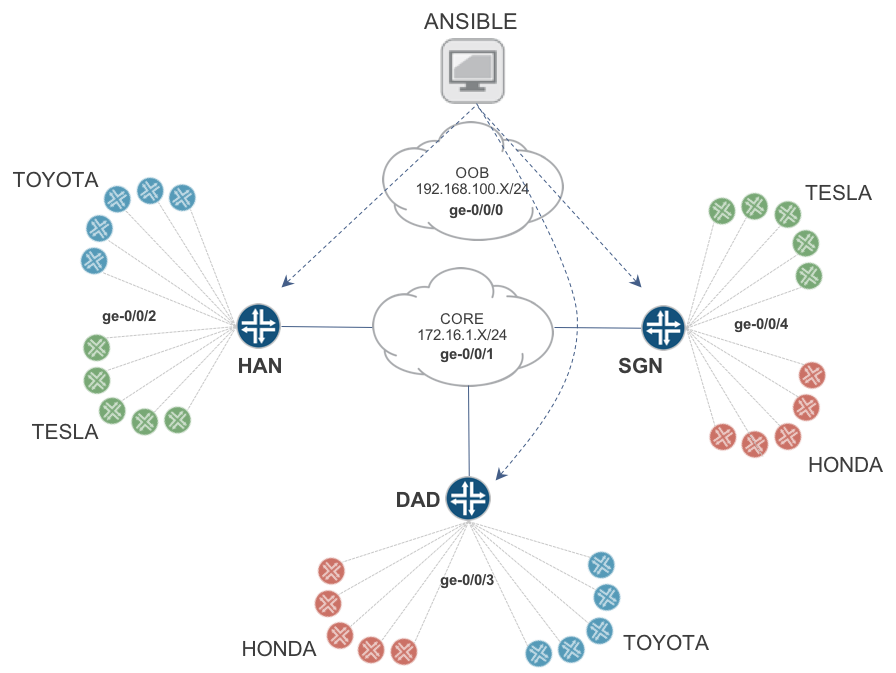 ANSIBLE
OOB
192.168.100.X/24
ge-0/0/0
TOYOTA
TESLA
ge-0/0/2
CORE
172.16.1.X/24
ge-0/0/1
ge-0/0/4
HAN
SGN
TESLA
HONDA
DAD
ge-0/0/3
HONDA
TOYOTA